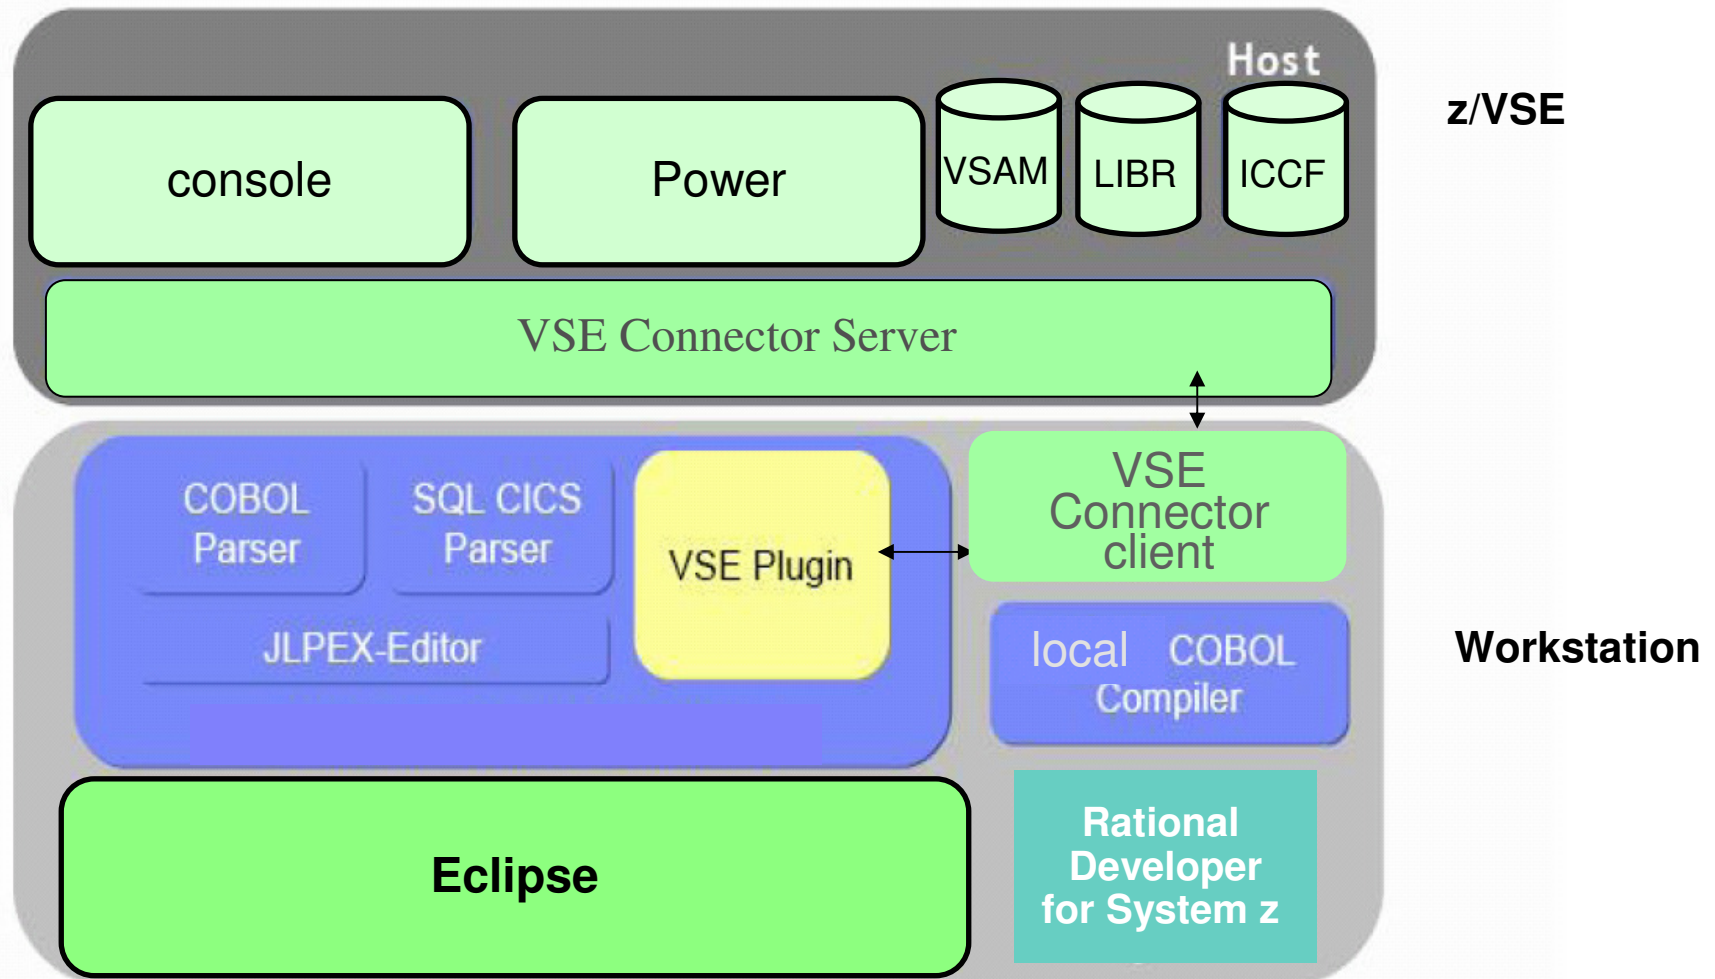 Host
z/VSE
console
Power
VSAM
LIBR
ICCF
VSE Connector Server
COBOL
Parser
SQL CICS
Parser
VSE Plugin
VSE
Connector
client
JLPEX-Editor
local COBOL
Compiler
Workstation
Eclipse
Rational
Developer
for System z